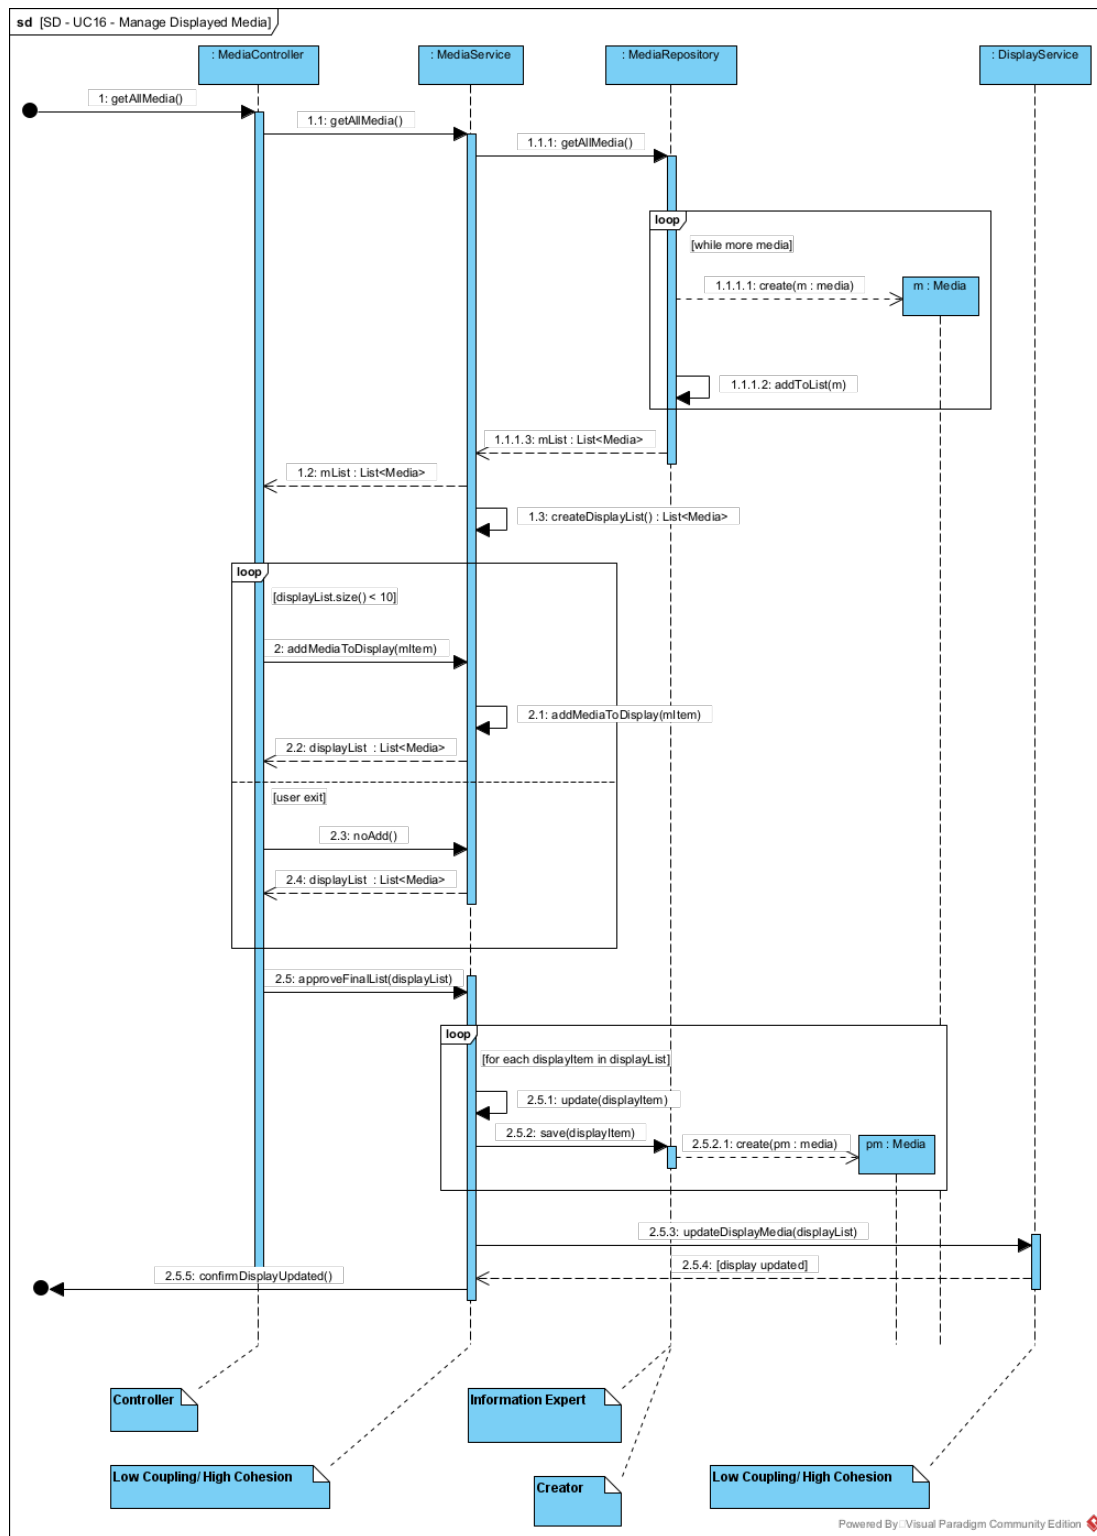 sd [SD - UC16 - Manage Displayed Media]
: MediaController
: MediaService
: MediaRepository
: DisplayService
1: getAllMedia()
1.1: getAllMedia()
1.1.1: getAllMedia()
loop
[while more media]
1.1.1.1: create(m : media)
m : Media
1.1.1.2: addToList(m)
1.1.1.3: mList : List<Media>
1.2: mList : List<Media>
1.3: createDisplayList() : List<Media>
loop
[displayList.size() < 10]
2: addMediaToDisplay(mItem)
2.1: addMediaToDisplay(mItem)
2.2: displayList : List<Media>
[user exit]
2.3: noAdd()
2.4: displayList : List<Media>
2.5: approveFinalList(displayList)
loop
[for each displayItem in displayList]
2.5.1: update(displayItem)
2.5.2: save(displayItem)
2.5.2.1: create(pm : media)
pm : Media
2.5.3: updateDisplayMedia(displayList)
2.5.4: [display updated]
2.5.5: confirmDisplayUpdated()
Controller
Information Expert
Low Coupling/ High Cohesion
Creator
Low Coupling/ High Cohesion
Powered By Visual Paradigm Community Edition